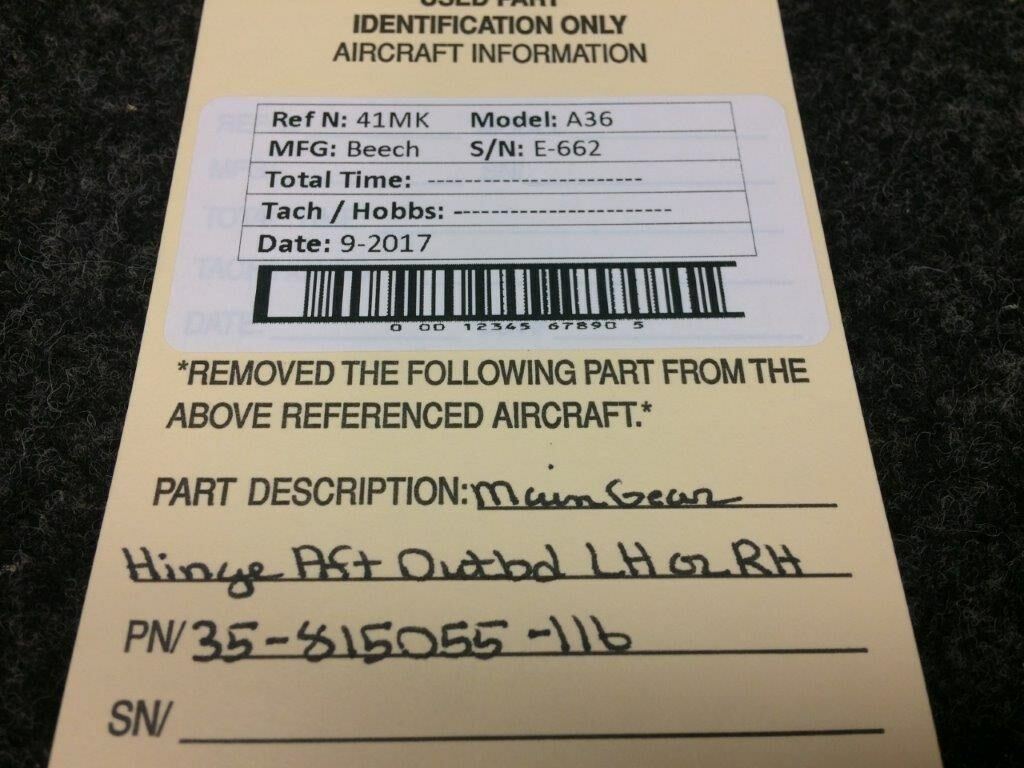 USED PART
IDENTIFICATION ONLY
AIRCRAFT INFORMATION
Ref N: 41MK Model: A36
MFG: Beech S/N: E-662
Total Time: -----------------------
Tach / Hobbs: -----------------------
Date: 9-2017
0 00 12345 67890 5
*REMOVED THE FOLLOWING PART FROM THE
ABOVE REFERENCED AIRCRAFT.*
PART DESCRIPTION: Main Gear
Hinge Aft Outbd LH or RH
PN/ 35-815055-116
SN/